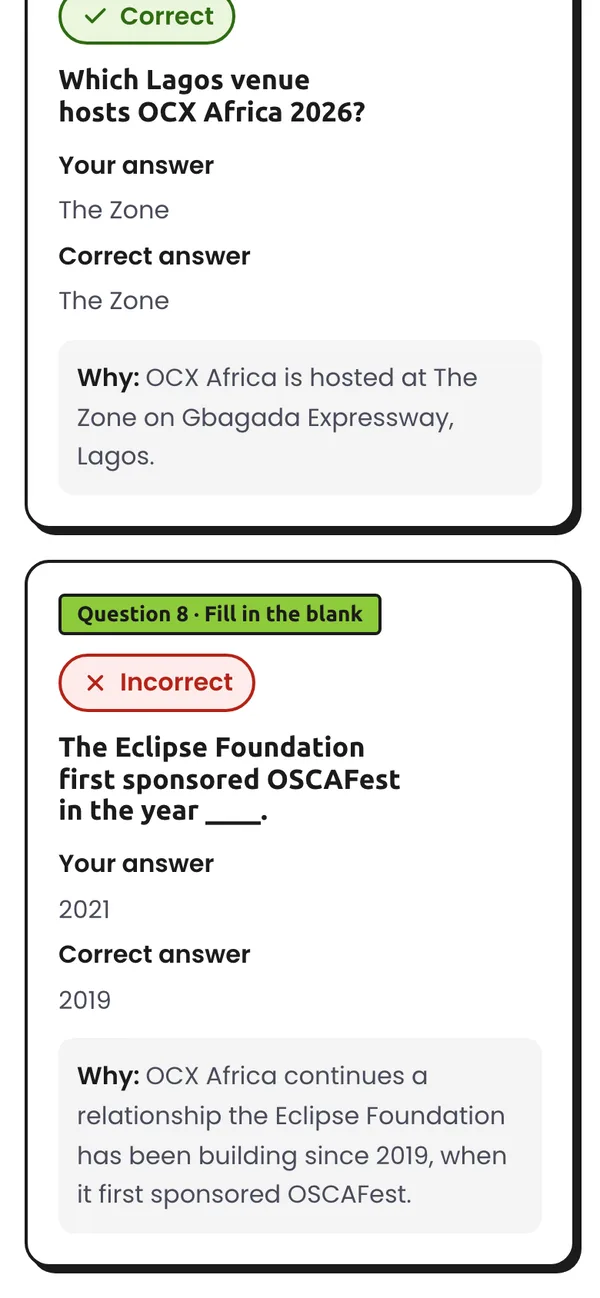 Correct
Which Lagos venue
hosts OCX Africa 2026?
Your answer
The Zone
Correct answer
The Zone
Why: OCX Africa is hosted at The
Zone on Gbagada Expressway,
Lagos.
Question 8 · Fill in the blank
Incorrect
The Eclipse Foundation
first sponsored OSCAFest
in the year ____.
Your answer
2021
Correct answer
2019
Why: OCX Africa continues a
relationship the Eclipse Foundation
has been building since 2019, when
it first sponsored OSCAFest.